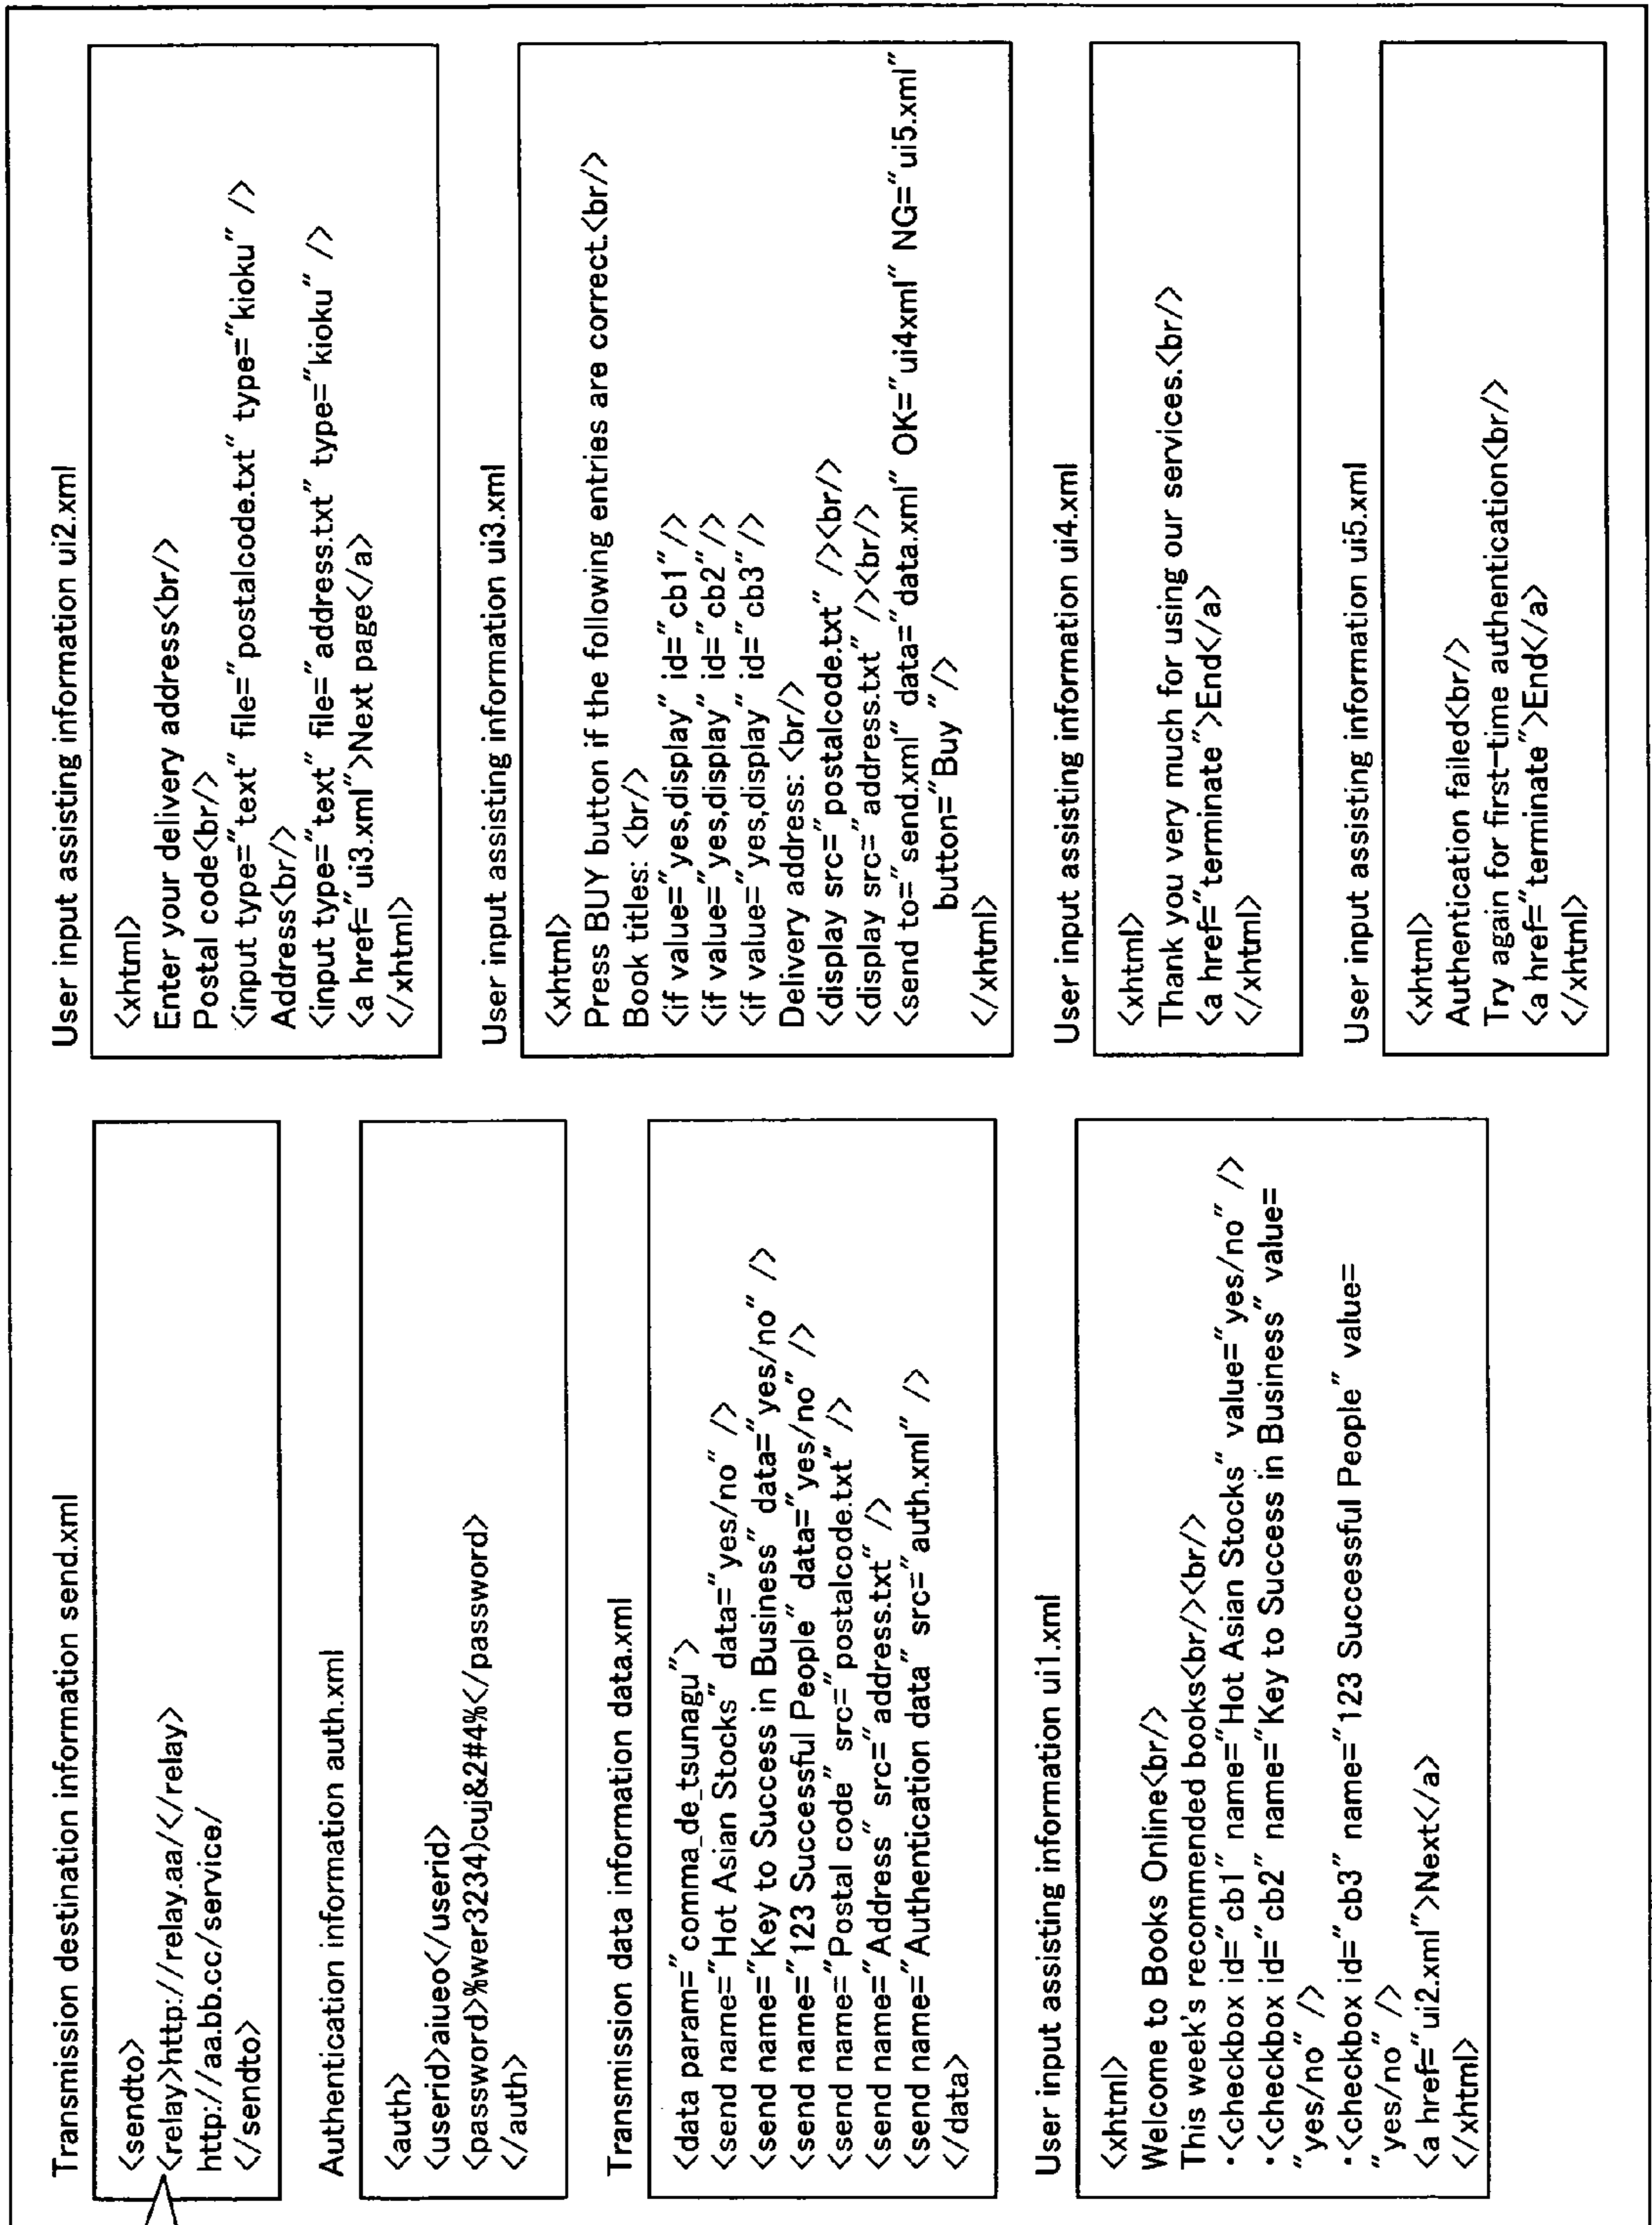 Transmission destination information send.xml
<sendto>
<relay>http://relay.aa/</relay>
http://aa.bb.cc/service/
</sendto>
Authentication information auth.xml
<auth>
<userid>aiueo</userid>
<password>%wer3234)cuj&2#4%</password>
</auth>
Transmission data information data.xml
<data param="comma_de_tsunagu">
<send name="Hot Asian Stocks" data="yes/no" />
<send name="Key to Success in Business" data="yes/no" />
<send name="123 Successful People" data="yes/no" />
<send name="Postal code" src="postalcode.txt" />
<send name="Address" src="address.txt" />
<send name="Authentication data" src="auth.xml" />
</data>
User input assisting information ui1.xml
<xhtml>
Welcome to Books Online<br/>
This week's recommended books<br/><br/>
・<checkbox id="cb1" name="Hot Asian Stocks" value="yes/no" />
・<checkbox id="cb2" name="Key to Success in Business" value=
"yes/no" />
・<checkbox id="cb3" name="123 Successful People" value=
"yes/no" />
<a href="ui2.xml">Next</a>
</xhtml>
User input assisting information ui2.xml
<xhtml>
Enter your delivery address<br/>
Postal code<br/>
<input type="text" file="postalcode.txt" type="kioku" />
Address<br/>
<input type="text" file="address.txt" type="kioku" />
<a href="ui3.xml">Next page</a>
</xhtml>
User input assisting information ui3.xml
<xhtml>
Press BUY button if the following entries are correct.<br/>
Book titles: <br/>
<if value="yes,display" id="cb1"/>
<if value="yes,display" id="cb2"/>
<if value="yes,display" id="cb3"/>
Delivery address: <br/>
<display src="postalcode.txt" /><br/>
<display src="address.txt" /><br/>
<send to="send.xml" data="data.xml" OK="ui4xml" NG="ui5.xml"
button="Buy"/>
</xhtml>
User input assisting information ui4.xml
<xhtml>
Thank you very much for using our services.<br/>
<a href="terminate">End</a>
</xhtml>
User input assisting information ui5.xml
<xhtml>
Authentication failed<br/>
Try again for first-time authentication<br/>
<a href="terminate">End</a>
</xhtml>